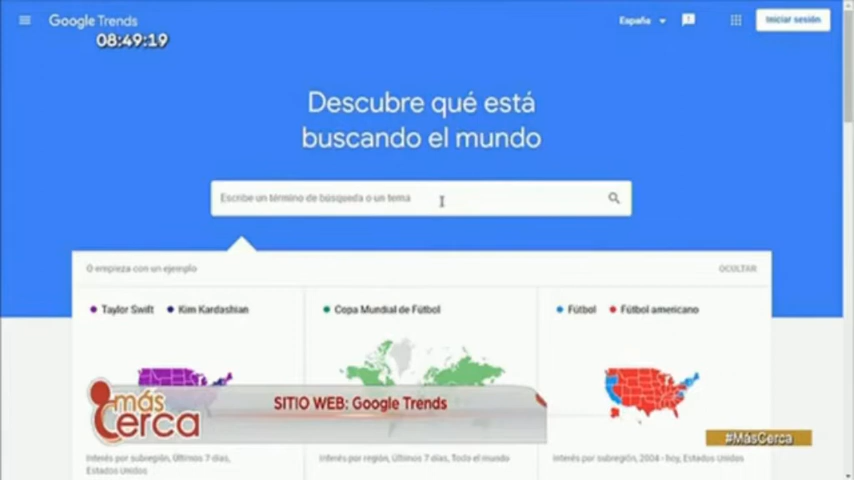 Google Trends
España
Iniciar sesión
08:49:19
Descubre qué está
buscando el mundo
Escribe un término de búsqueda o un tema
O empieza con un ejemplo
OCULTAR
Taylor Swift
Kim Kardashian
Copa Mundial de Fútbol
Fútbol
Fútbol americano
más
Cerca
SITIO WEB: Google Trends
#MásCerca
Interés por subregión, Últimos 7 días,
Estados Unidos
Interés por región, Últimos 7 días, Todo el mundo
Interés por subregión, 2004 - hoy, Estados Unidos